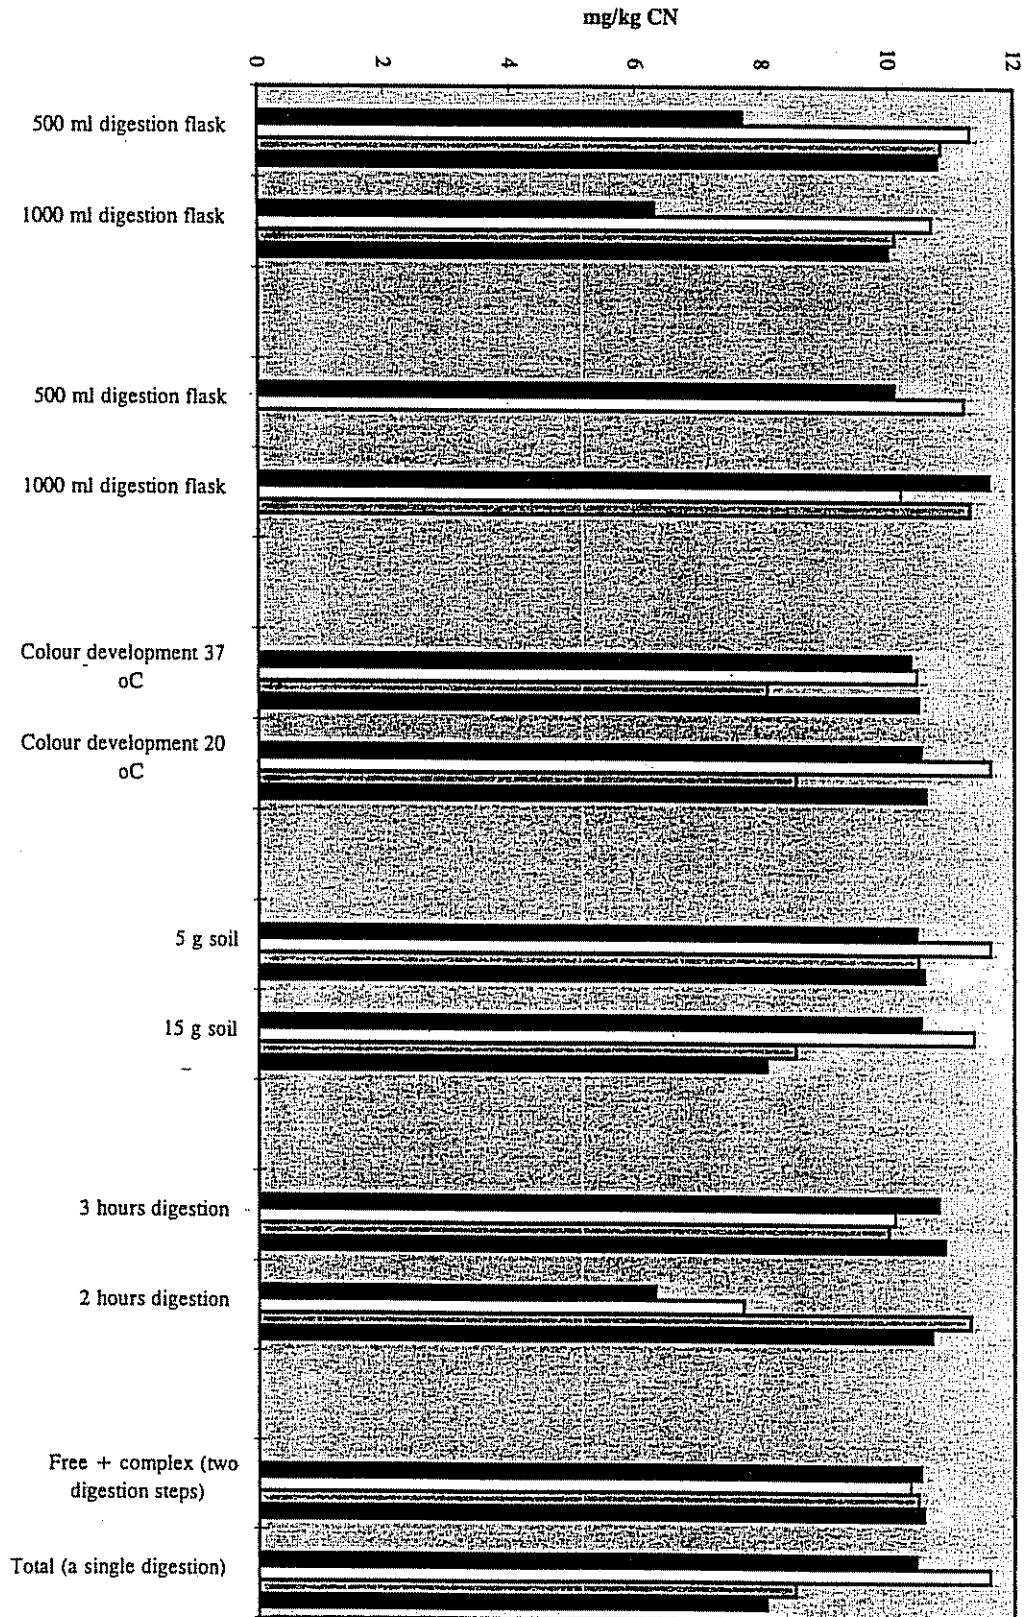 mg/kg CN
0
2
4
6
8
10
12
500 ml digestion flask
1000 ml digestion flask
500 ml digestion flask
1000 ml digestion flask
Colour development 37
oC
Colour development 20
oC
5 g soil
15 g soil
3 hours digestion
2 hours digestion
Free + complex (two
digestion steps)
Total (a single digestion)